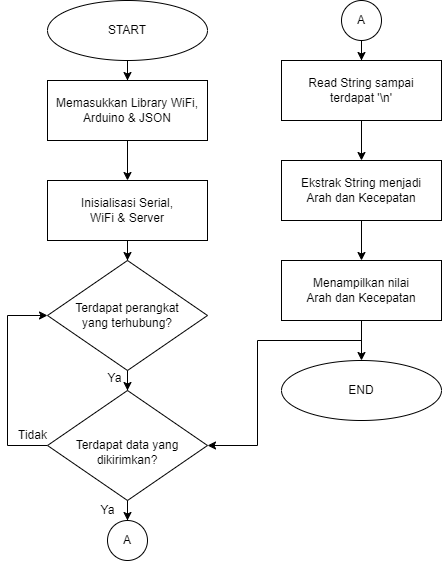 START
Memasukkan Library WiFi,
Arduino & JSON
Inisialisasi Serial,
WiFi & Server
Terdapat perangkat
yang terhubung?
Ya
Tidak
Terdapat data yang
dikirimkan?
Ya
A
A
Read String sampai
terdapat '\n'
Ekstrak String menjadi
Arah dan Kecepatan
Menampilkan nilai
Arah dan Kecepatan
END